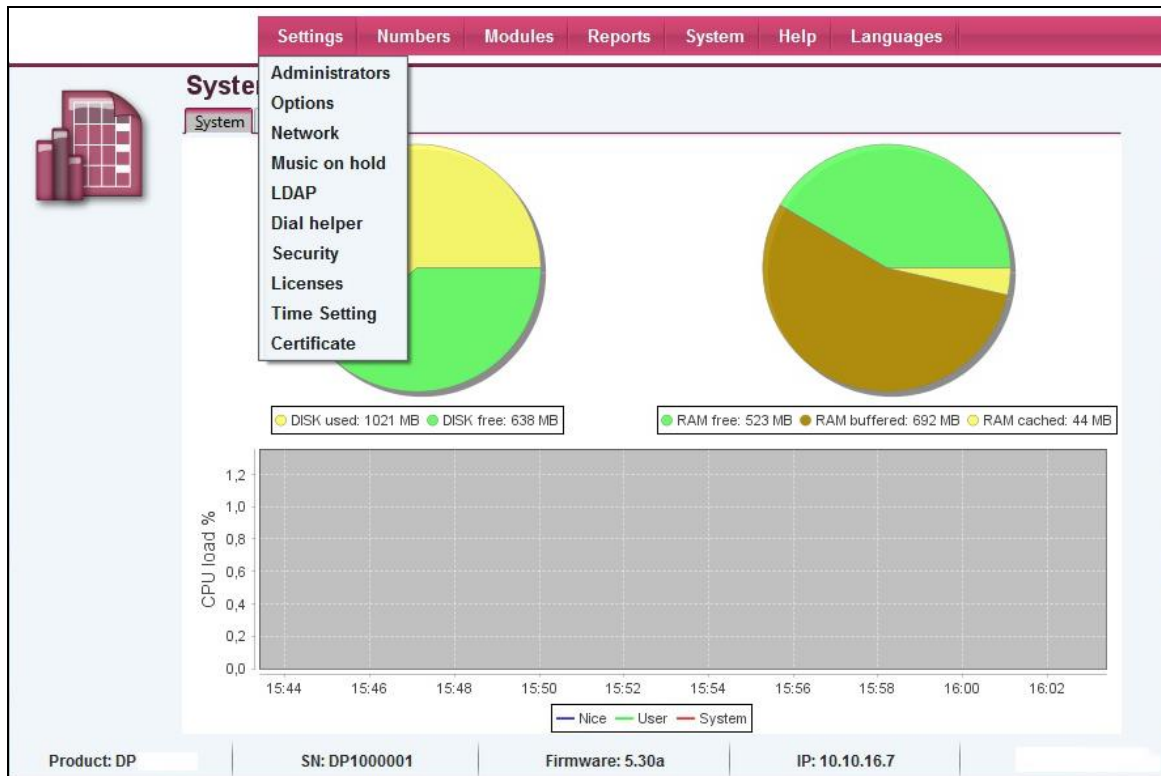 Settings Numbers Modules Reports System Help Languages
Administrators
Options
Network
Music on hold
LDAP
Dial helper
Security
Licenses
Time Setting
Certificate
System
DISK used: 1021 MB DISK free: 638 MB
RAM free: 523 MB RAM buffered: 692 MB RAM cached: 44 MB
CPU load %
1,2
1,0
0,8
0,6
0,4
0,2
0,0
15:44 15:46 15:48 15:50 15:52 15:54 15:56 15:58 16:00 16:02
Nice User System
Product: DP SN: DP1000001 Firmware: 5.30a IP: 10.10.16.7